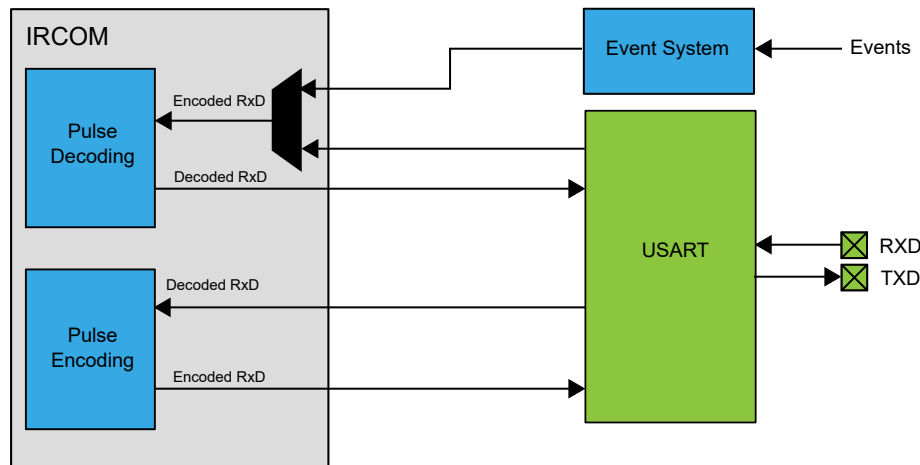 IRCOM
Event System
Events
Encoded RxD
Pulse
Decoding
Decoded RxD
USART
RXD
TXD
Decoded RxD
Pulse
Encoding
Encoded RxD